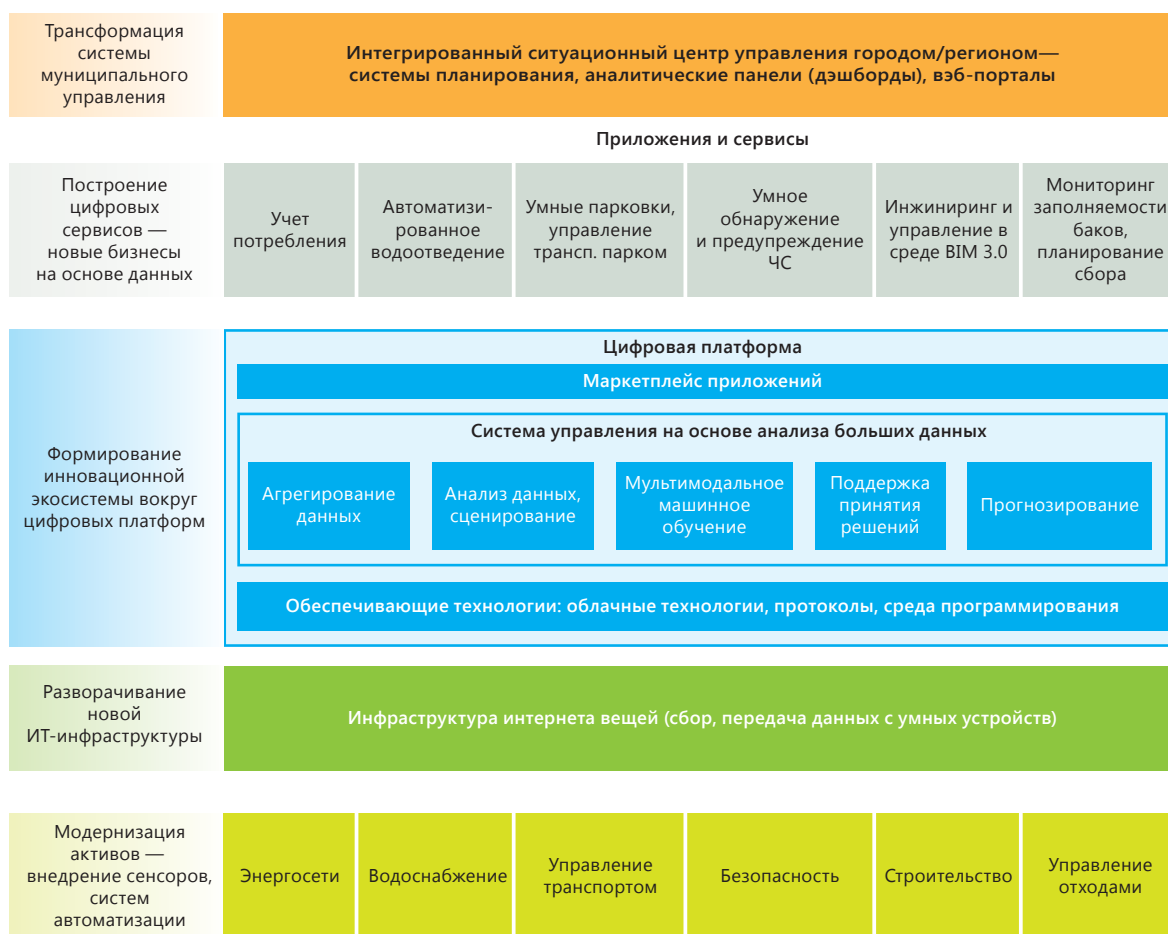 Трансформация
системы
муниципального
управления
Интегрированный ситуационный центр управления городом/регионом—
системы планирования, аналитические панели (дэшборды), вэб-порталы
Приложения и сервисы
Построение
цифровых
сервисов —
новые бизнесы
на основе данных
Учет
потребления
Автоматизи-
рованное
водоотведение
Умные парковки,
управление
трансп. парком
Умное
обнаружение
и предупреждение
ЧС
Инжиниринг и
управление в
среде BIM 3.0
Мониторинг
заполняемости
баков,
планирование
сбора
Формирование
инновационной
экосистемы вокруг
цифровых платформ
Цифровая платформа
Маркетплейс приложений
Система управления на основе анализа больших данных
Агрегирование
данных
Анализ данных,
сценирование
Мультимодальное
машинное
обучение
Поддержка
принятия
решений
Прогнозирование
Обеспечивающие технологии: облачные технологии, протоколы, среда программирования
Разворачивание
новой
ИТ-инфраструктуры
Инфраструктура интернета вещей (сбор, передача данных с умных устройств)
Модернизация
активов —
внедрение сенсоров,
систем
автоматизации
Энергосети
Водоснабжение
Управление
транспортом
Безопасность
Строительство
Управление
отходами